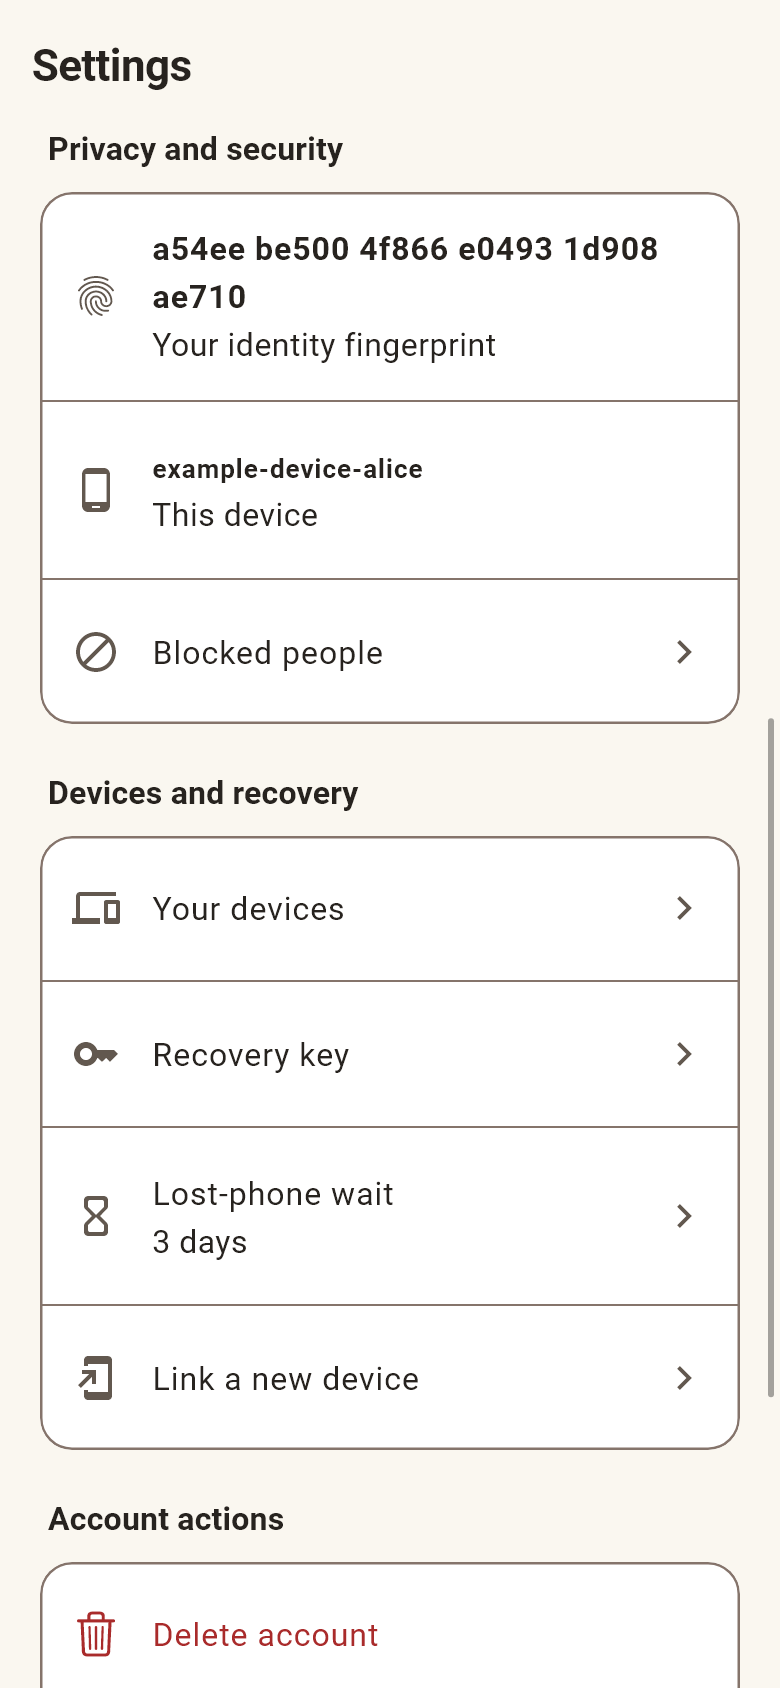 Settings
Privacy and security
a54ee be500 4f866 e0493 1d908
ae710
Your identity fingerprint
example-device-alice
This device
Blocked people
Devices and recovery
Your devices
Recovery key
Lost-phone wait
3 days
Link a new device
Account actions
Delete account